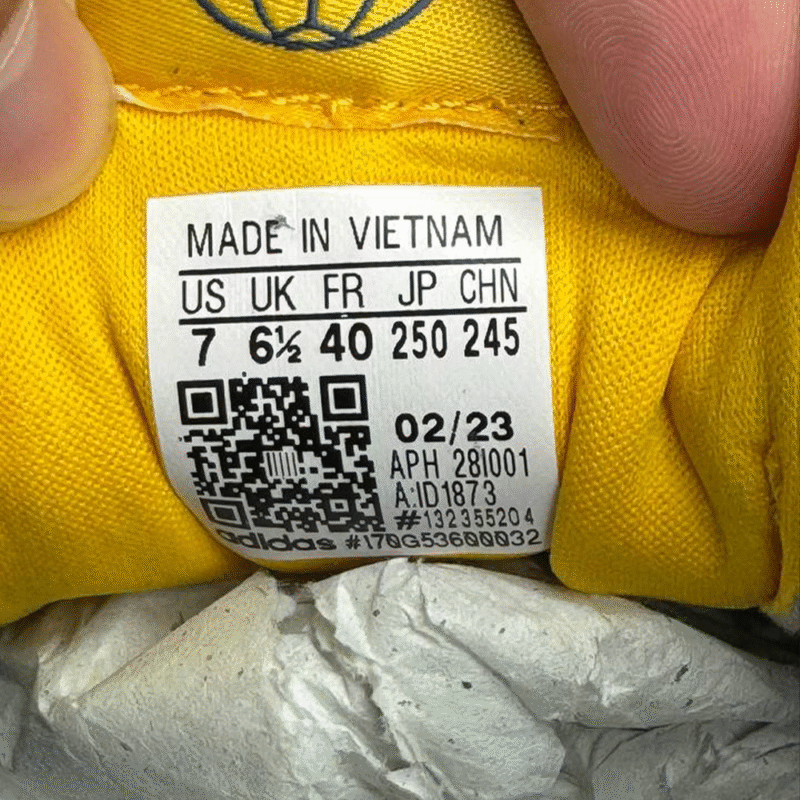 MADE IN VIETNAM
US UK FR JP CHN
7 6½ 40 250 245
02/23
APH 281001
A:ID1873
#132355204
adidas #170G53600032